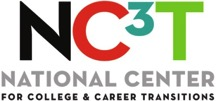 NC³T
NATIONAL CENTER
FOR COLLEGE & CAREER TRANSITIONS